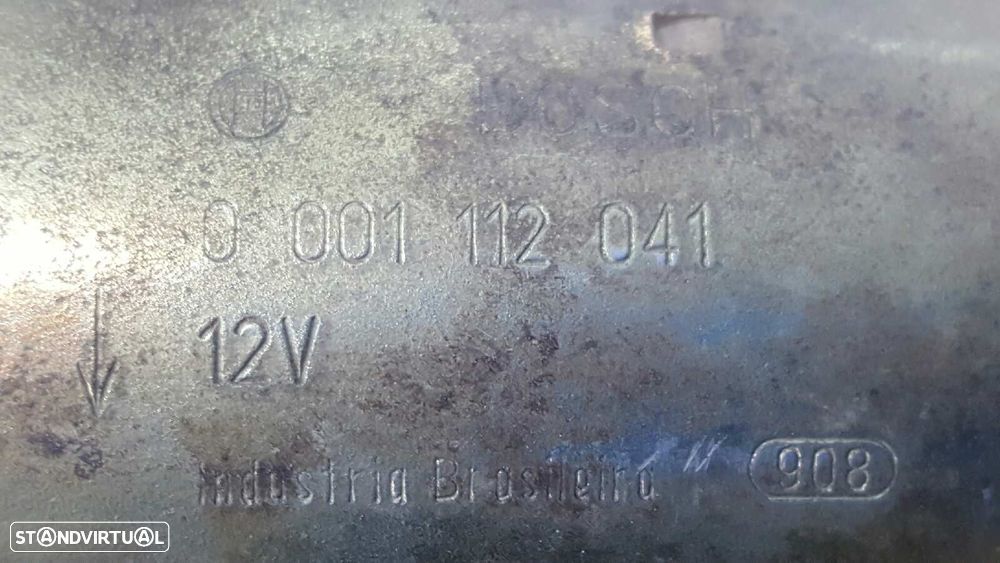 BOSCH
0 001 112 041
12V
Industria Brasileira 908
STANDVIRTUAL